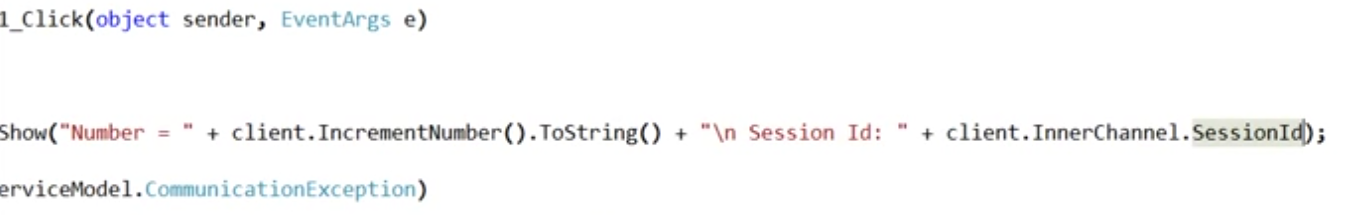 1_Click(object sender, EventArgs e)
Show("Number = " + client.IncrementNumber().ToString() + "\n Session Id: " + client.InnerChannel.SessionId);
erviceModel.CommunicationException)